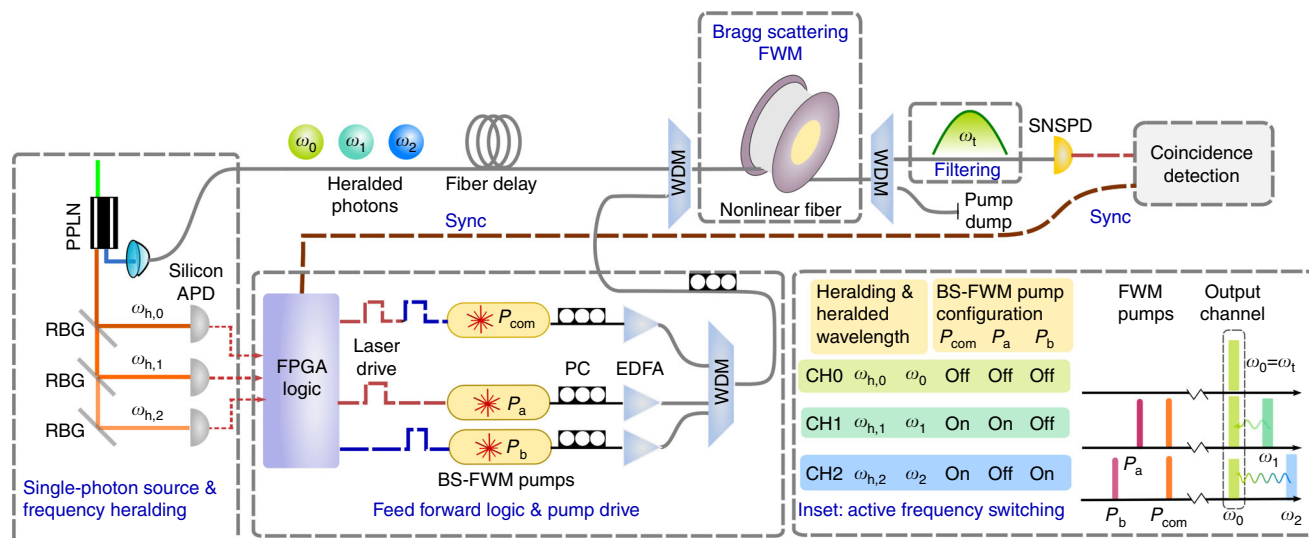 Bragg scattering
FWM
ω0 ω1 ω2
Heralded
photons
Fiber delay
WDM
Nonlinear fiber
WDM
ωt
Filtering
SNSPD
Pump
dump
Coincidence
detection
Sync
Sync
PPLN
Silicon
APD
RBG
ωh,0
RBG
ωh,1
RBG
ωh,2
Single-photon source &
frequency heralding
FPGA
logic
Laser
drive
Pcom
Pa
Pb
PC
EDFA
WDM
BS-FWM pumps
Feed forward logic & pump drive
Heralding &
heralded
wavelength
BS-FWM pump
configuration
Pcom Pa Pb
CH0 ωh,0 ω0 Off Off Off
CH1 ωh,1 ω1 On On Off
CH2 ωh,2 ω2 On Off On
Inset: active frequency switching
FWM
pumps
Output
channel
ω0=ωt
Pa
ω1
Pb Pcom ω0 ω2